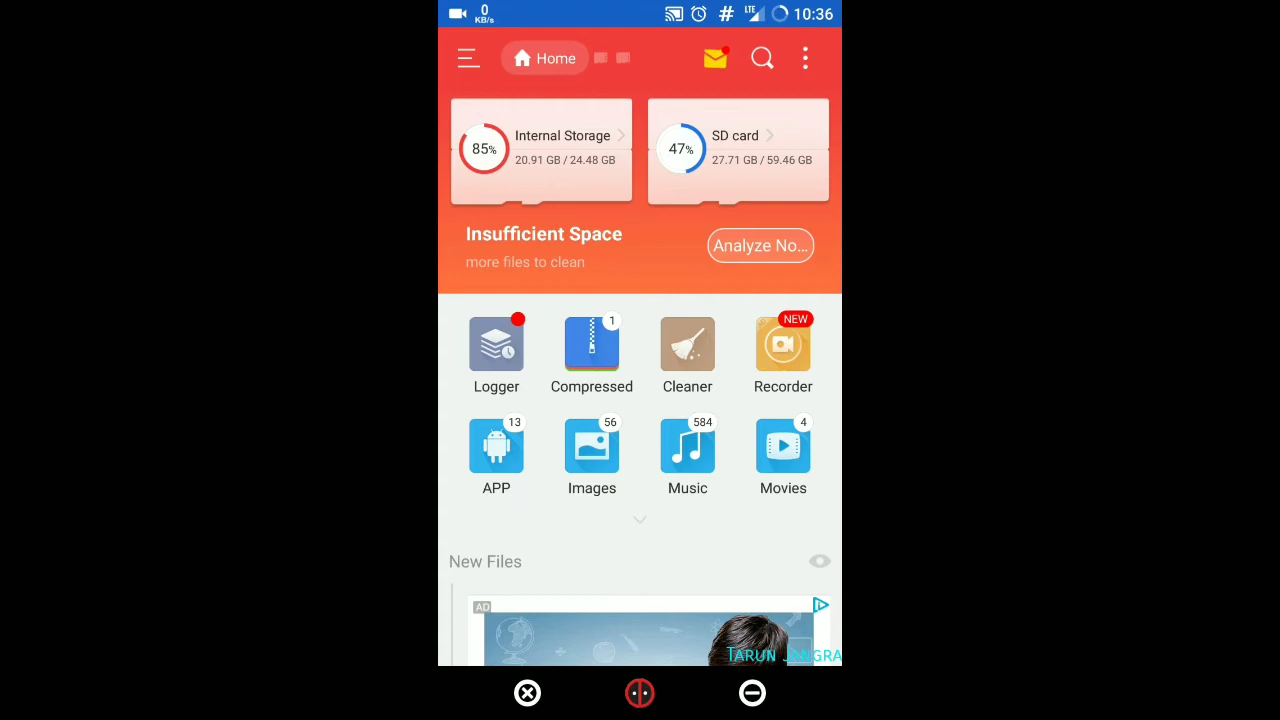 0
KB/s
LTE
10:36
Home
85%
Internal Storage
20.91 GB / 24.48 GB
47%
SD card
27.71 GB / 59.46 GB
Insufficient Space
more files to clean
Analyze No...
1
NEW
Logger
Compressed
Cleaner
Recorder
13
56
584
4
APP
Images
Music
Movies
New Files
AD
TARUN JANGRA